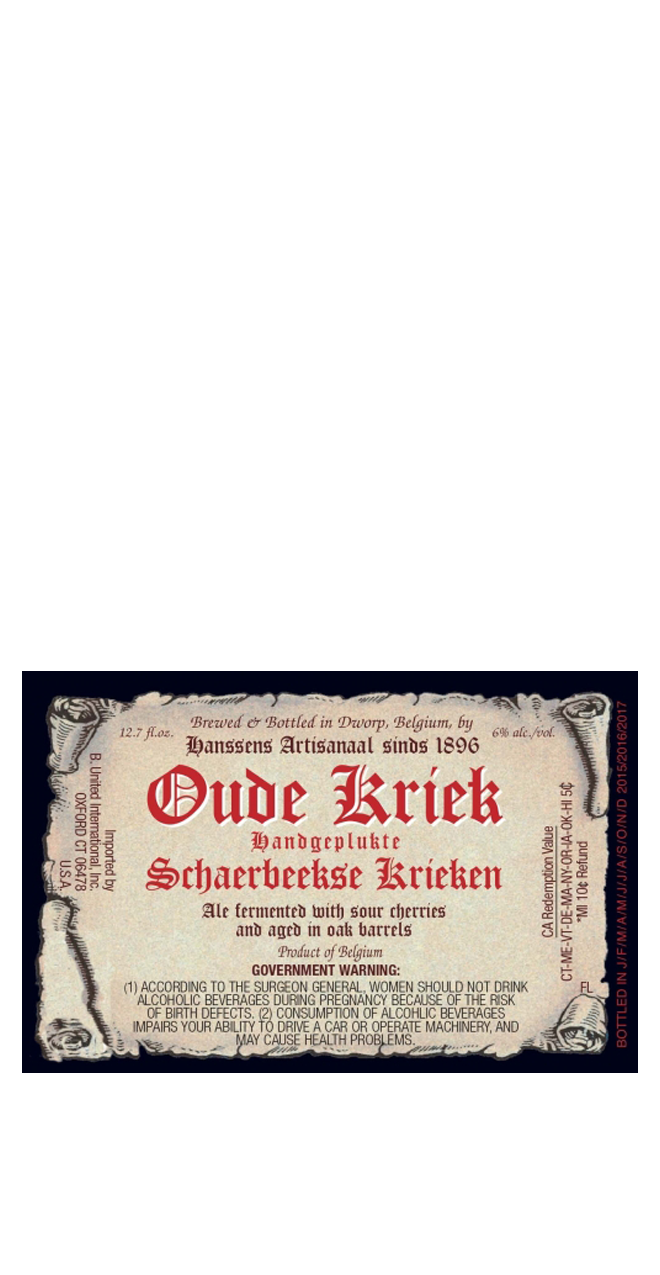 12.7 fl.oz.
Brewed & Bottled in Dworp, Belgium, by
6% alc./vol.
Hanssens Artisanaal sinds 1896
Oude Kriek
Handgeplukte
Schaerbeekse Krieken
Ale fermented with sour cherries
and aged in oak barrels
Product of Belgium
GOVERNMENT WARNING:
(1) ACCORDING TO THE SURGEON GENERAL, WOMEN SHOULD NOT DRINK
ALCOHOLIC BEVERAGES DURING PREGNANCY BECAUSE OF THE RISK
OF BIRTH DEFECTS. (2) CONSUMPTION OF ALCOHLIC BEVERAGES
IMPAIRS YOUR ABILITY TO DRIVE A CAR OR OPERATE MACHINERY, AND
MAY CAUSE HEALTH PROBLEMS.
Imported by
B. United International, Inc.
OXFORD CT 06478
U.S.A.
CA Redemption Value
CT-ME-VT-DE-MA-NY-OR-IA-OK-HI 5¢
*MI 10¢ Refund
FL
BOTTLED IN J/F/M/A/M/J/J/A/S/O/N/D 2015/2016/2017